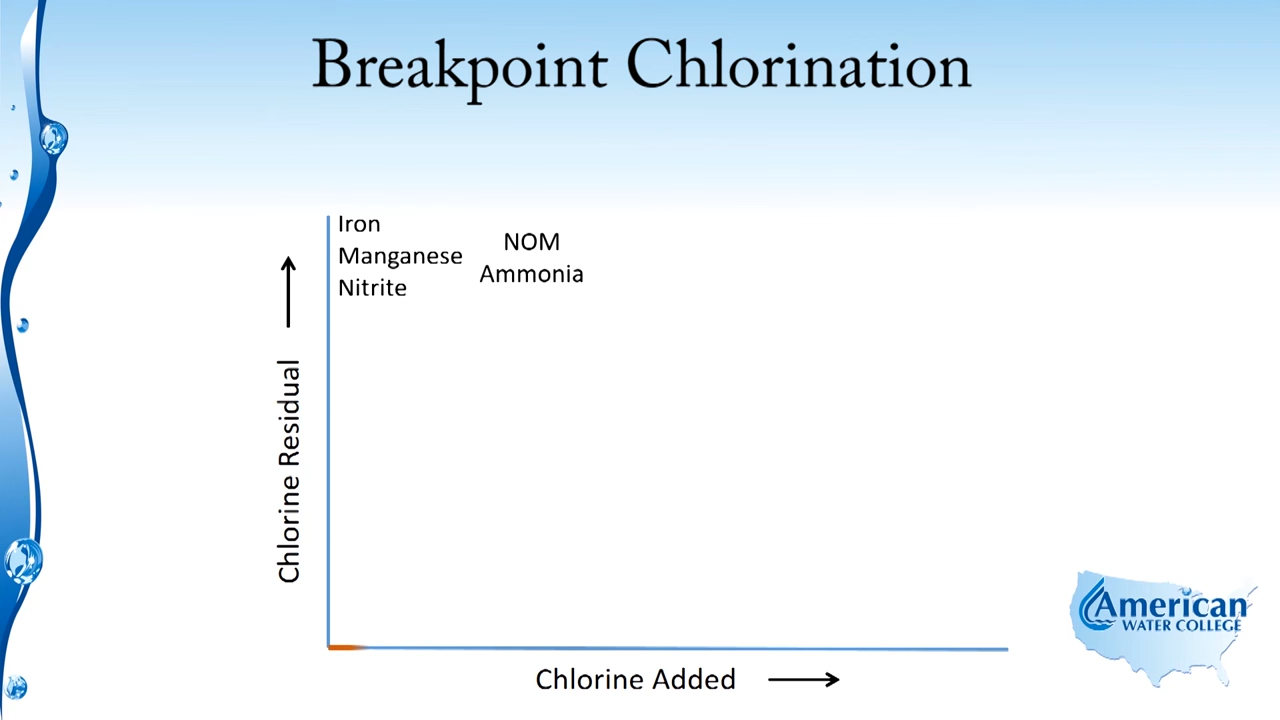 Breakpoint Chlorination
Iron
Manganese
Nitrite
NOM
Ammonia
Chlorine Residual
Chlorine Added
American
WATER COLLEGE